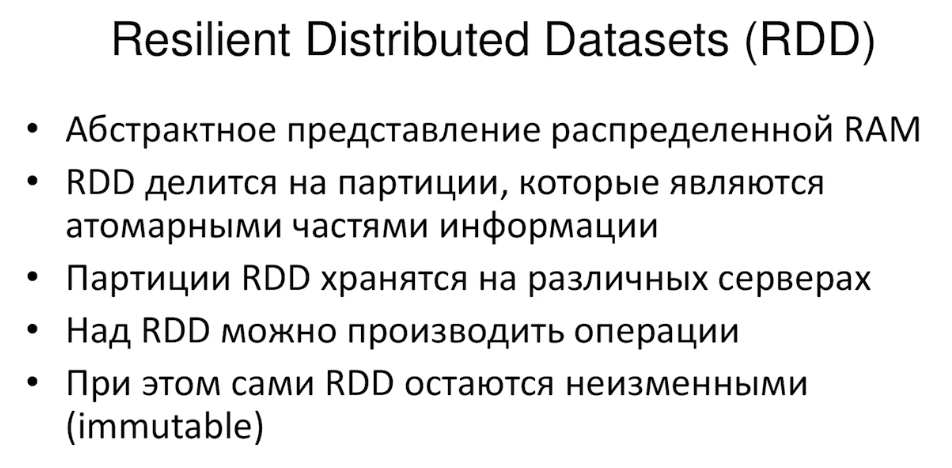 Resilient Distributed Datasets (RDD)
• Абстрактное представление распределенной RAM
• RDD делится на партиции, которые являются
атомарными частями информации
• Партиции RDD хранятся на различных серверах
• Над RDD можно производить операции
• При этом сами RDD остаются неизменными
(immutable)